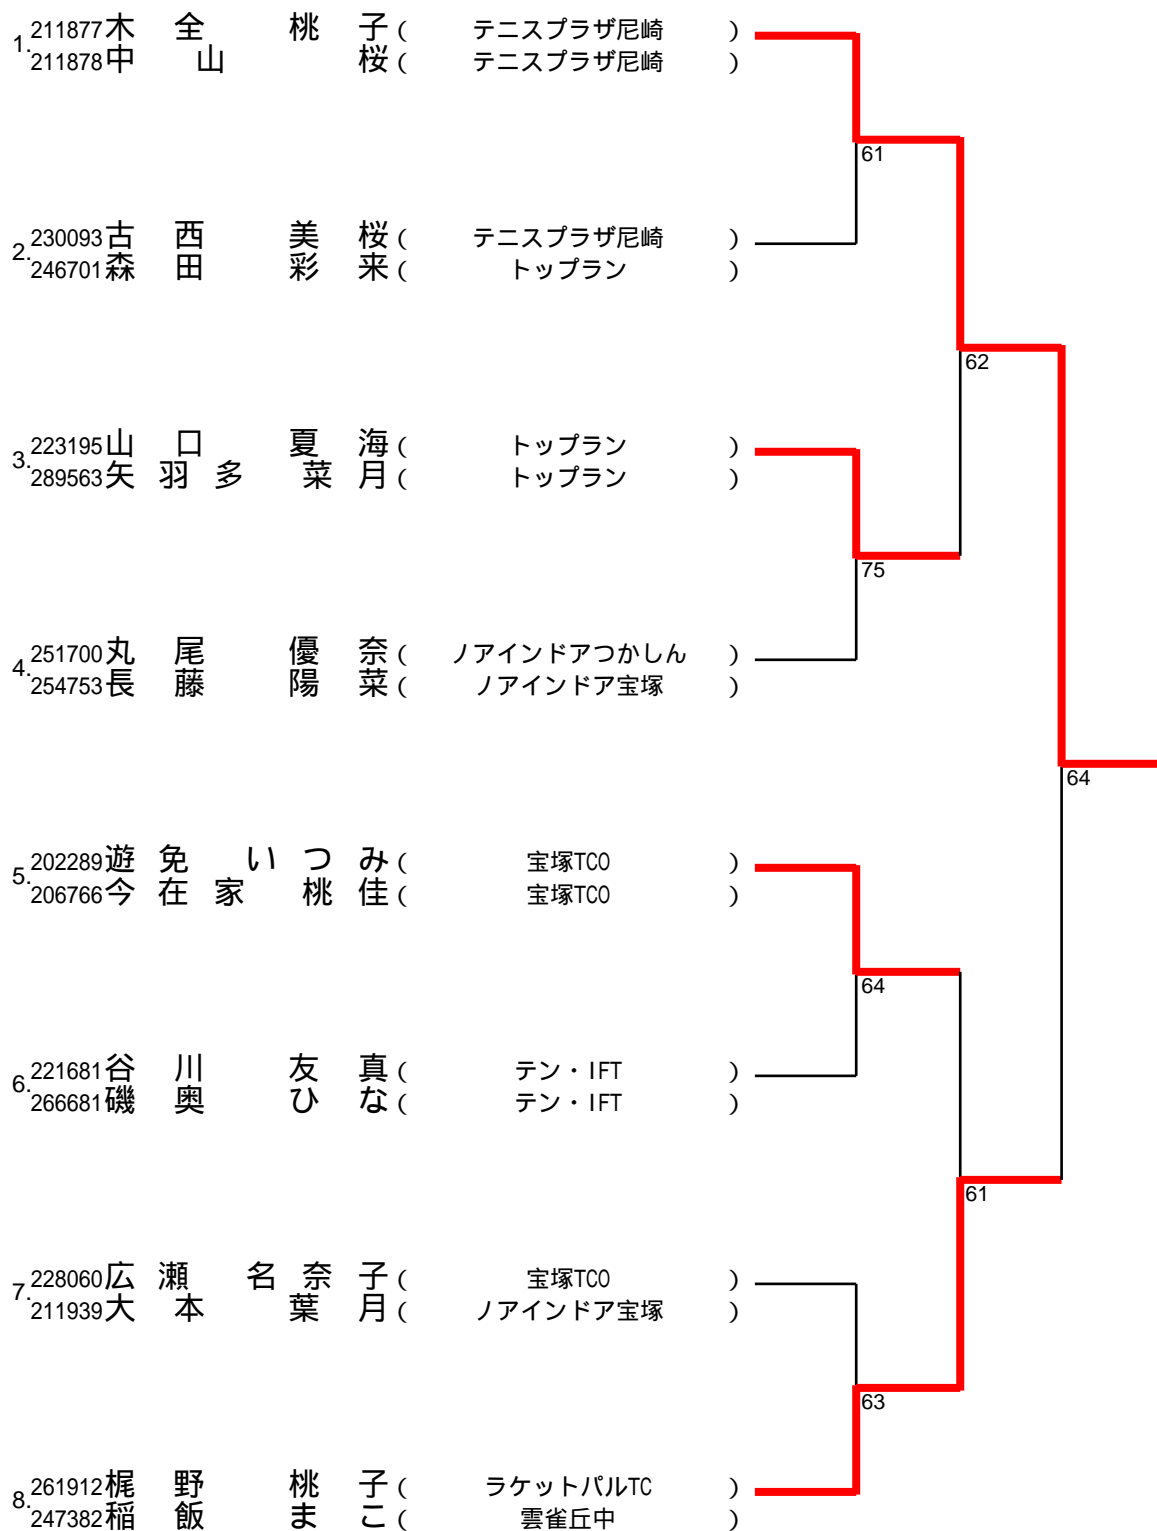 1. 211877 木全 桃子 ( テニスプラザ尼崎 )
211878 中山 桜 ( テニスプラザ尼崎 )
61
2. 230093 古西 美桜 ( テニスプラザ尼崎 )
246701 森田 彩来 ( トップラン )
62
3. 223195 山口 夏海 ( トップラン )
289563 矢羽多 菜月 ( トップラン )
75
4. 251700 丸尾 優奈 ( ノアインドアつかしん )
254753 長藤 陽菜 ( ノアインドア宝塚 )
64
5. 202289 遊免 いつみ ( 宝塚TCO )
206766 今在家 桃佳 ( 宝塚TCO )
64
6. 221681 谷川 友真 ( テン・IFT )
266681 磯奥 ひな ( テン・IFT )
61
7. 228060 広瀬 名奈子 ( 宝塚TCO )
211939 大本 葉月 ( ノアインドア宝塚 )
63
8. 261912 梶野 桃子 ( ラケットパルTC )
247382 稲飯 まこ ( 雲雀丘中 )